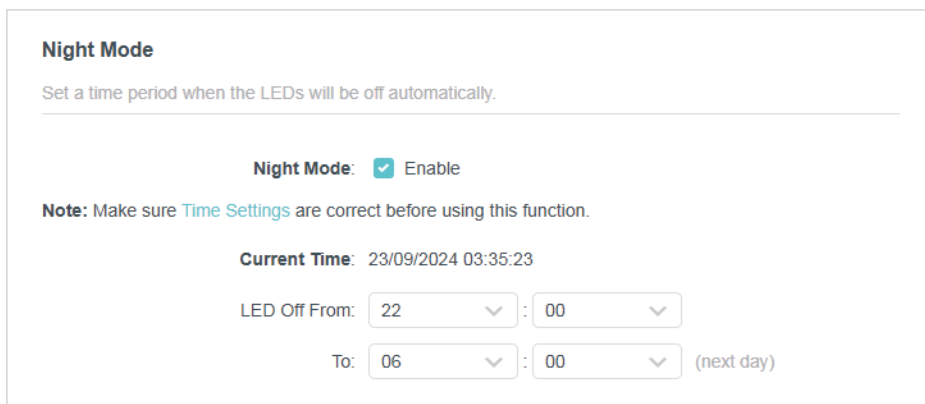 Night Mode
Set a time period when the LEDs will be off automatically.
Night Mode: Enable
Note: Make sure Time Settings are correct before using this function.
Current Time: 23/09/2024 03:35:23
LED Off From: 22 : 00
To: 06 : 00 (next day)